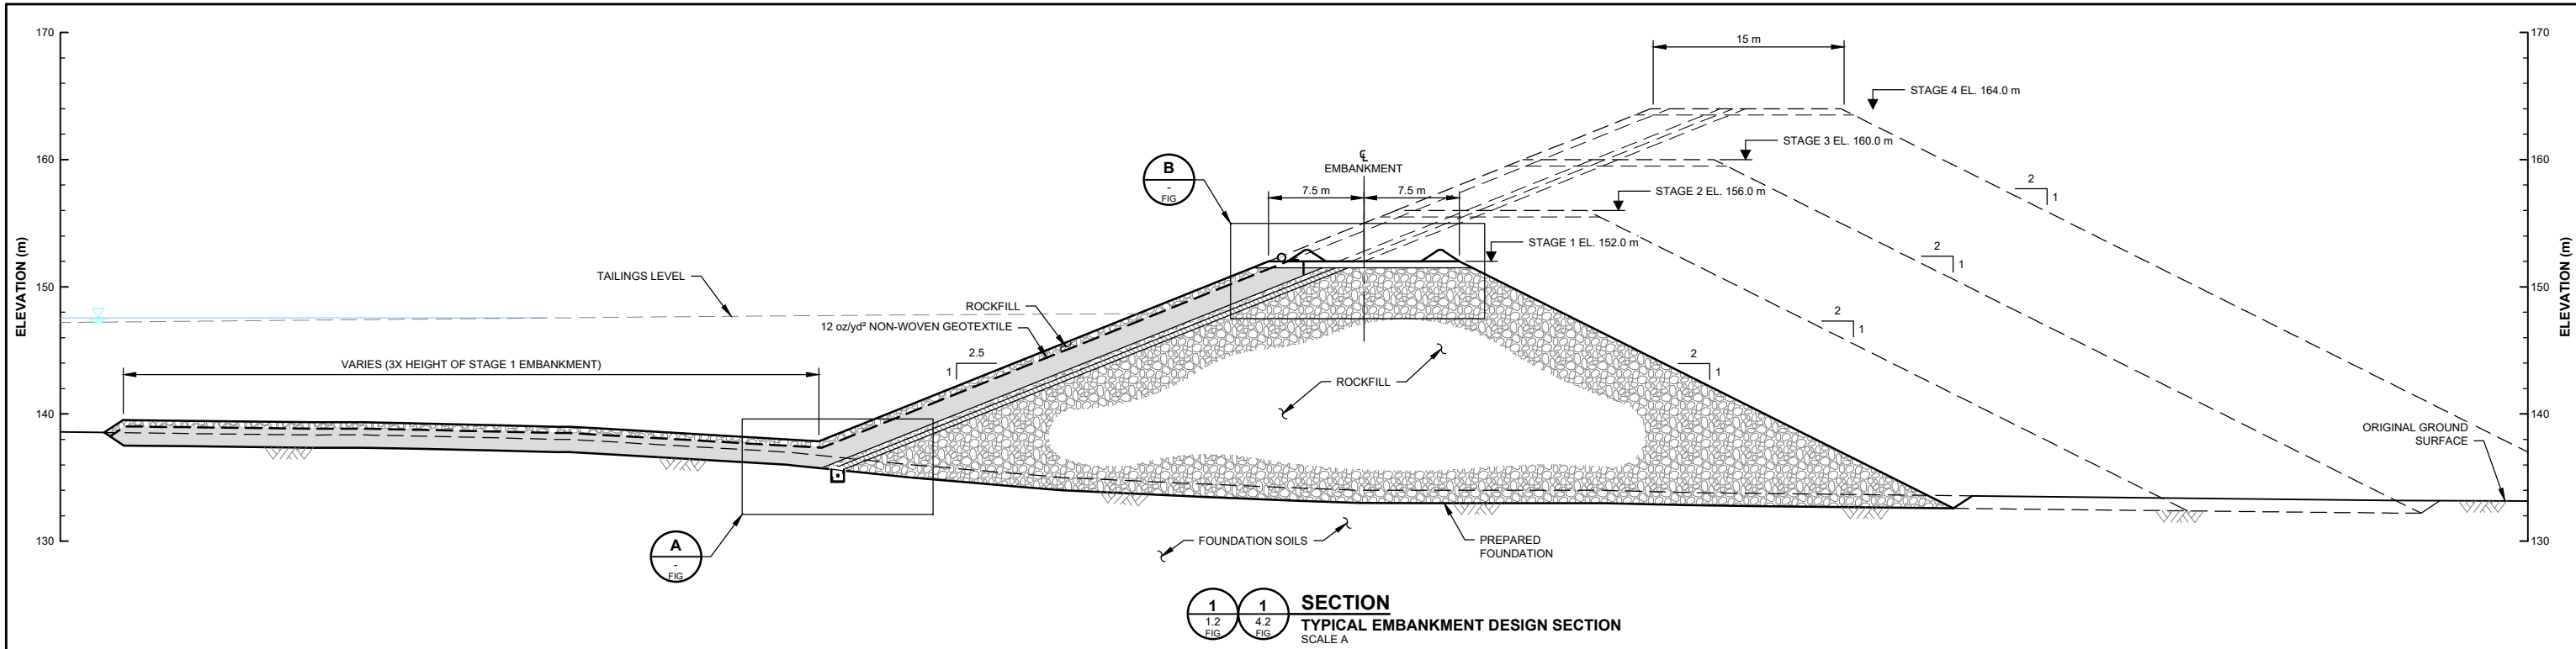 170
160
150
140
130
ELEVATION (m)
15 m
STAGE 4 EL. 164.0 m
STAGE 3 EL. 160.0 m
STAGE 2 EL. 156.0 m
STAGE 1 EL. 152.0 m
℄
EMBANKMENT
7.5 m
7.5 m
B
-
FIG
TAILINGS LEVEL
ROCKFILL
12 oz/yd² NON-WOVEN GEOTEXTILE
VARIES (3X HEIGHT OF STAGE 1 EMBANKMENT)
2.5
1
ROCKFILL
2
1
2
1
2
1
2
1
ORIGINAL GROUND
SURFACE
A
-
FIG
FOUNDATION SOILS
PREPARED
FOUNDATION
170
160
150
140
130
ELEVATION (m)
1
1.2
FIG
1
4.2
FIG
SECTION
TYPICAL EMBANKMENT DESIGN SECTION
SCALE A